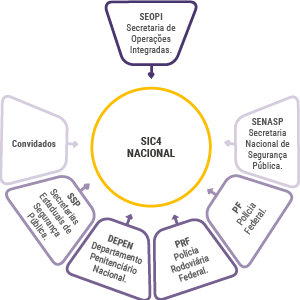 SEOPI
Secretaria de
Operações
Integradas.
Convidados
SIC4
NACIONAL
SENASP
Secretaria
Nacional de
Segurança
Pública.
SSP
Secretarias
Estaduais de
Segurança
Pública.
DEPEN
Departamento
Penitenciário
Nacional.
PRF
Polícia
Rodoviária
Federal.
PF
Polícia
Federal.